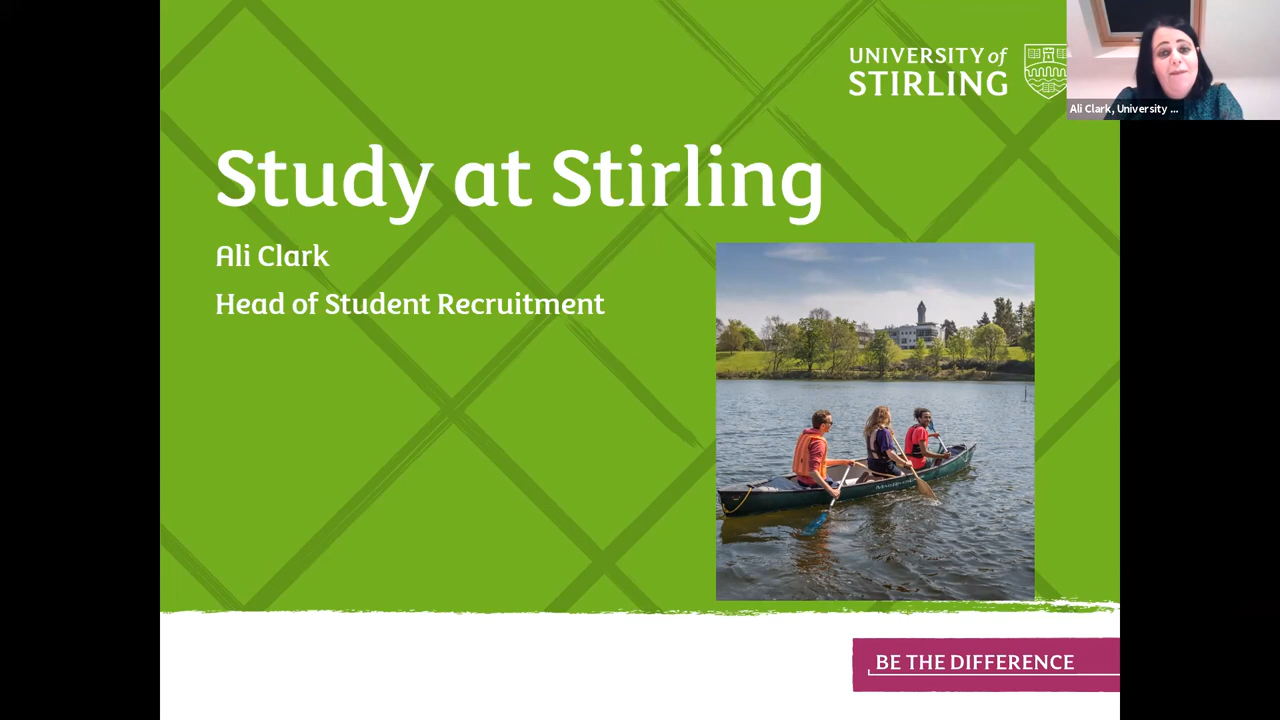 UNIVERSITY of
STIRLING
Ali Clark, University ...
Study at Stirling
Ali Clark
Head of Student Recruitment
BE THE DIFFERENCE